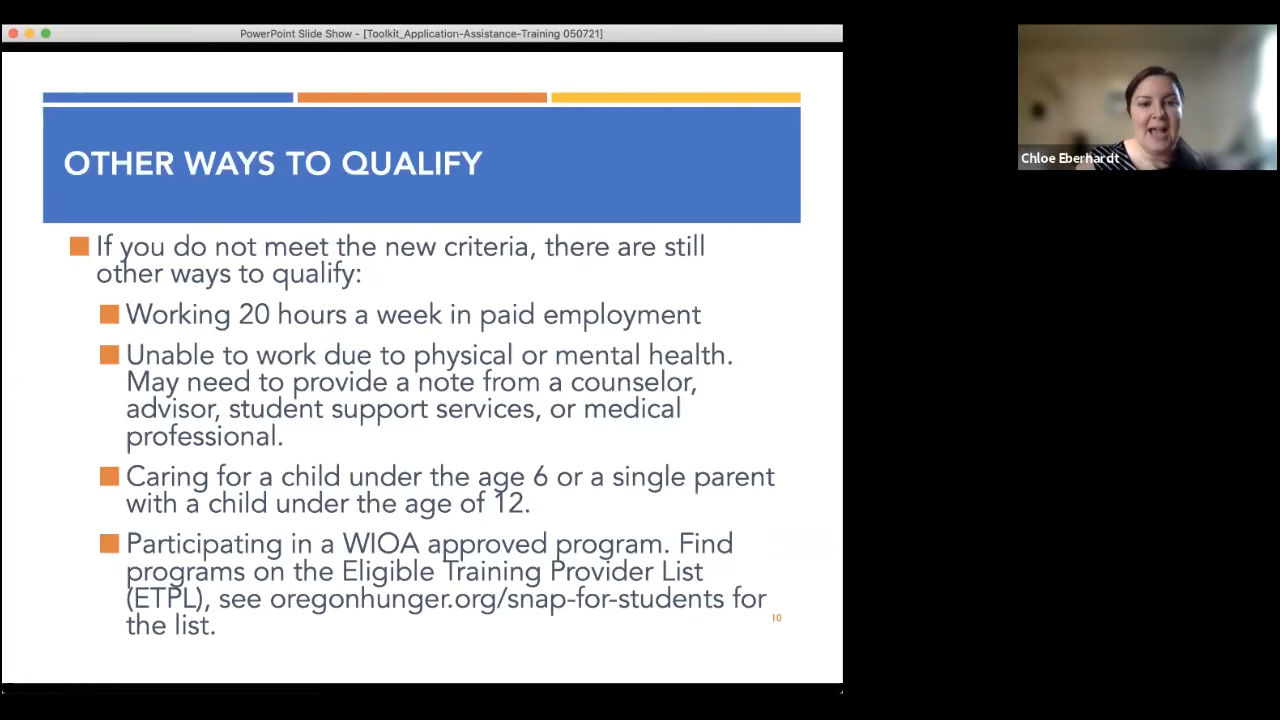 PowerPoint Slide Show - [Toolkit_Application-Assistance-Training 050721]
OTHER WAYS TO QUALIFY
If you do not meet the new criteria, there are still
other ways to qualify:
Working 20 hours a week in paid employment
Unable to work due to physical or mental health.
May need to provide a note from a counselor,
advisor, student support services, or medical
professional.
Caring for a child under the age 6 or a single parent
with a child under the age of 12.
Participating in a WIOA approved program. Find
programs on the Eligible Training Provider List
(ETPL), see oregonhunger.org/snap-for-students for
the list.
10
Chloe Eberhardt